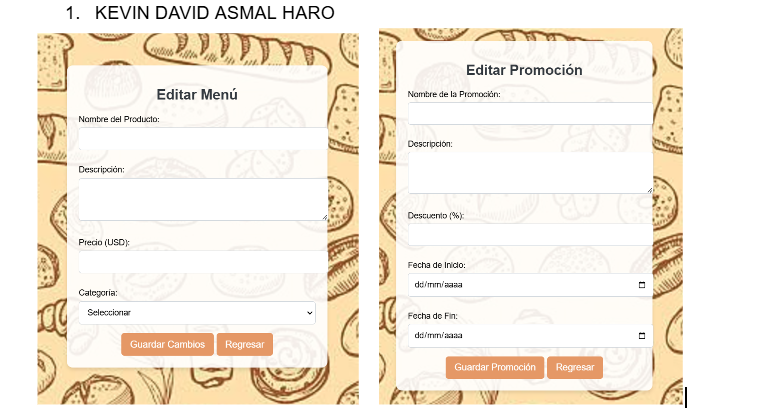 1. KEVIN DAVID ASMAL HARO
Editar Menú
Nombre del Producto:
Descripción:
Precio (USD):
Categoría:
Seleccionar
Guardar Cambios
Regresar
Editar Promoción
Nombre de la Promoción:
Descripción:
Descuento (%):
Fecha de Inicio:
dd/mm/aaaa
Fecha de Fin:
dd/mm/aaaa
Guardar Promoción
Regresar